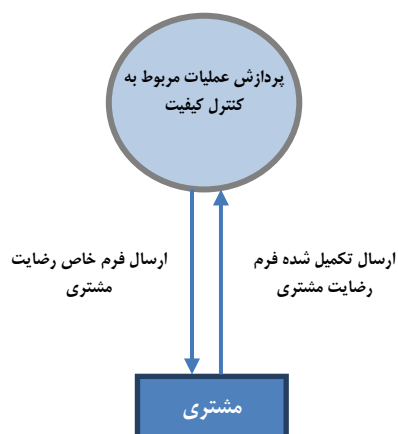 پردازش عملیات مربوط به
کنترل کیفیت
ارسال تکمیل شده فرم
رضایت مشتری
ارسال فرم خاص رضایت
مشتری
مشتری